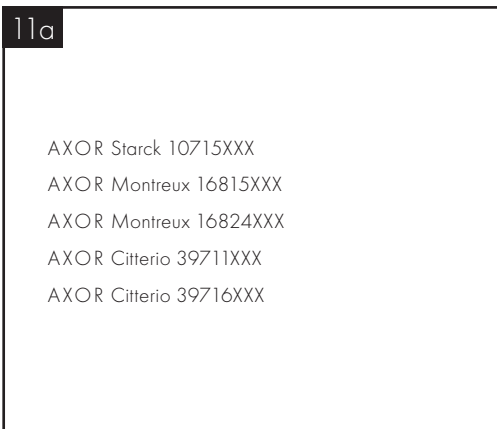 11a
AXOR Starck 10715XXX
AXOR Montreux 16815XXX
AXOR Montreux 16824XXX
AXOR Citterio 39711XXX
AXOR Citterio 39716XXX